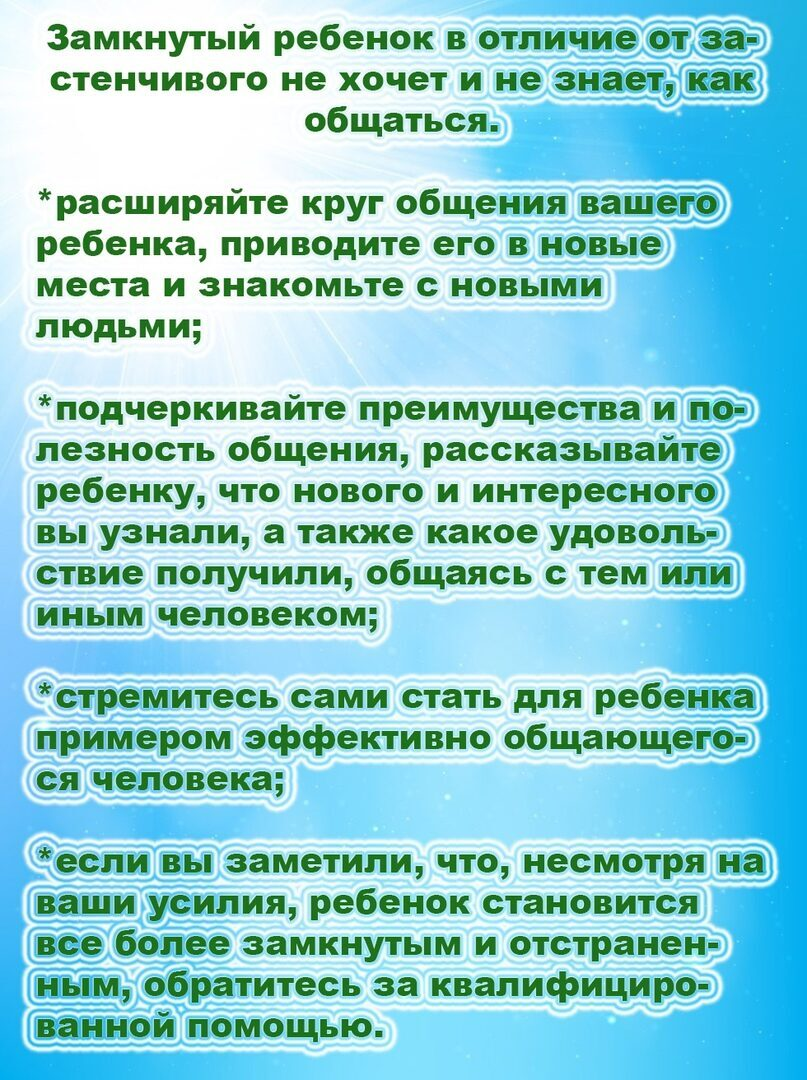 Замкнутый ребенок в отличие от за-
стенчивого не хочет и не знает, как
общаться.
*расширяйте круг общения вашего
ребенка, приводите его в новые
места и знакомьте с новыми
людьми;
*подчеркивайте преимущества и по-
лезность общения, рассказывайте
ребенку, что нового и интересного
вы узнали, а также какое удоволь-
ствие получили, общаясь с тем или
иным человеком;
*стремитесь сами стать для ребенка
примером эффективно общающего-
ся человека;
*если вы заметили, что, несмотря на
ваши усилия, ребенок становится
все более замкнутым и отстранен-
ным, обратитесь за квалифициро-
ванной помощью.